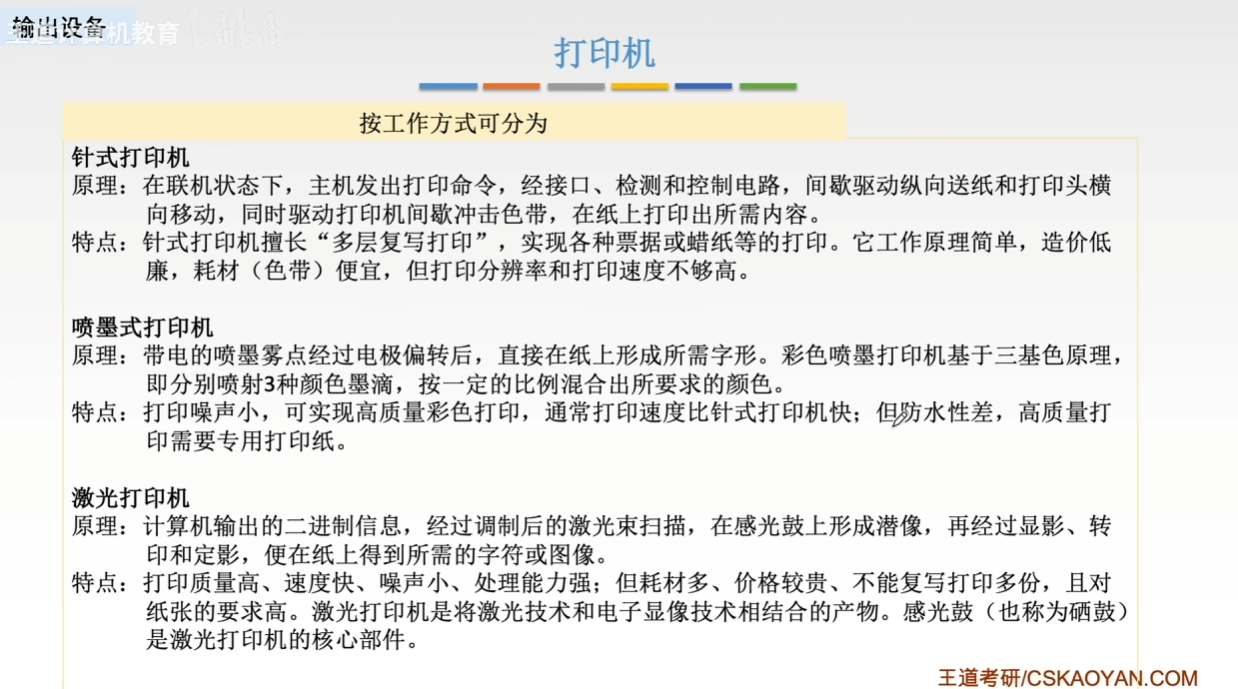 输出设备
王道计算机教育
打印机
按工作方式可分为
针式打印机
原理：在联机状态下，主机发出打印命令，经接口、检测和控制电路，间歇驱动纵向送纸和打印头横
向移动，同时驱动打印机间歇冲击色带，在纸上打印出所需内容。
特点：针式打印机擅长“多层复写打印”，实现各种票据或蜡纸等的打印。它工作原理简单，造价低
廉，耗材（色带）便宜，但打印分辨率和打印速度不够高。
喷墨式打印机
原理：带电的喷墨雾点经过电极偏转后，直接在纸上形成所需字形。彩色喷墨打印机基于三基色原理，
即分别喷射3种颜色墨滴，按一定的比例混合出所要求的颜色。
特点：打印噪声小，可实现高质量彩色打印，通常打印速度比针式打印机快；但防水性差，高质量打
印需要专用打印纸。
激光打印机
原理：计算机输出的二进制信息，经过调制后的激光束扫描，在感光鼓上形成潜像，再经过显影、转
印和定影，便在纸上得到所需的字符或图像。
特点：打印质量高、速度快、噪声小、处理能力强；但耗材多、价格较贵、不能复写打印多份，且对
纸张的要求高。激光打印机是将激光技术和电子显像技术相结合的产物。感光鼓（也称为硒鼓）
是激光打印机的核心部件。
王道考研/CSKAOYAN.COM